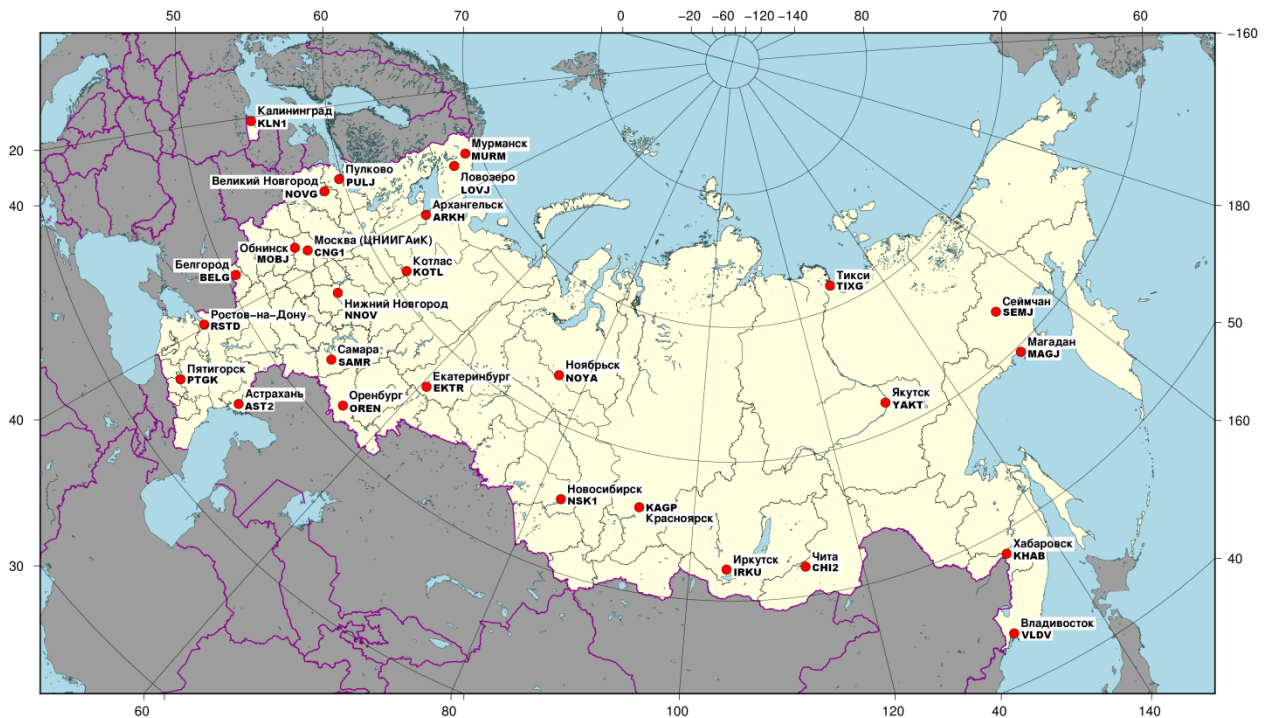 50 60 70 0 −20 −60 −120 −140 80 70 60
−160
Калининград
KLN1
20
Мурманск
MURM
Пулково
PULJ
Ловозеро
LOVJ
Великий Новгород
NOVG
40
Архангельск
ARKH
180
Москва (ЦНИИГАиК)
CNG1
Обнинск
MOBJ
Белгород
BELG
Котлас
KOTL
Тикси
TIXG
Нижний Новгород
NNOV
Сеймчан
SEMJ
Ростов−на−Дону
RSTD
50
Магадан
MAGJ
Самара
SAMR
Пятигорск
PTGK
Ноябрьск
NOYA
Екатеринбург
EKTR
Астрахань
AST2
Оренбург
OREN
Якутск
YAKT
40
160
Новосибирск
NSK1
KAGP
Красноярск
Хабаровск
KHAB
Иркутск
IRKU
Чита
CHI2
40
30
Владивосток
VLDV
60 80 100 120 40 140